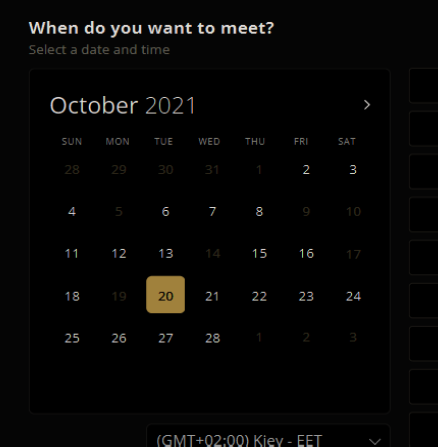 When do you want to meet?
Select a date and time
October 2021
SUN MON TUE WED THU FRI SAT
28 29 30 31 1 2 3
4 5 6 7 8 9 10
11 12 13 14 15 16 17
18 19 20 21 22 23 24
25 26 27 28 1 2 3
(GMT+02:00) Kiev - EET